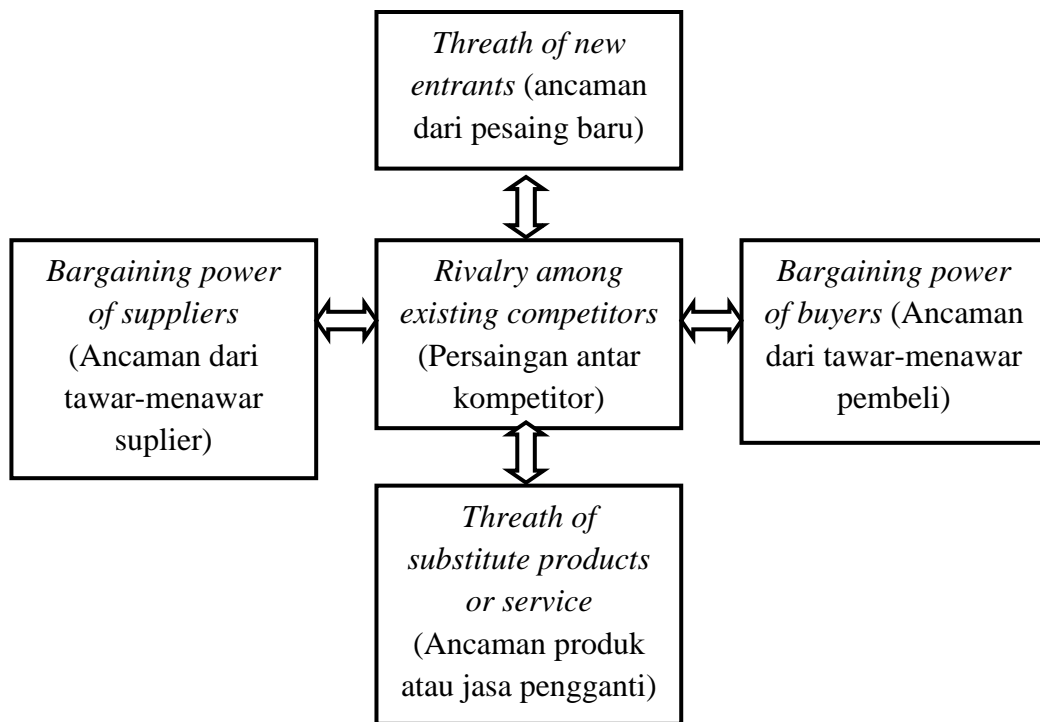 Threath of new
entrants (ancaman
dari pesaing baru)
Bargaining power
of suppliers
(Ancaman dari
tawar-menawar
suplier)
Rivalry among
existing competitors
(Persaingan antar
kompetitor)
Bargaining power
of buyers (Ancaman
dari tawar-menawar
pembeli)
Threath of
substitute products
or service
(Ancaman produk
atau jasa pengganti)